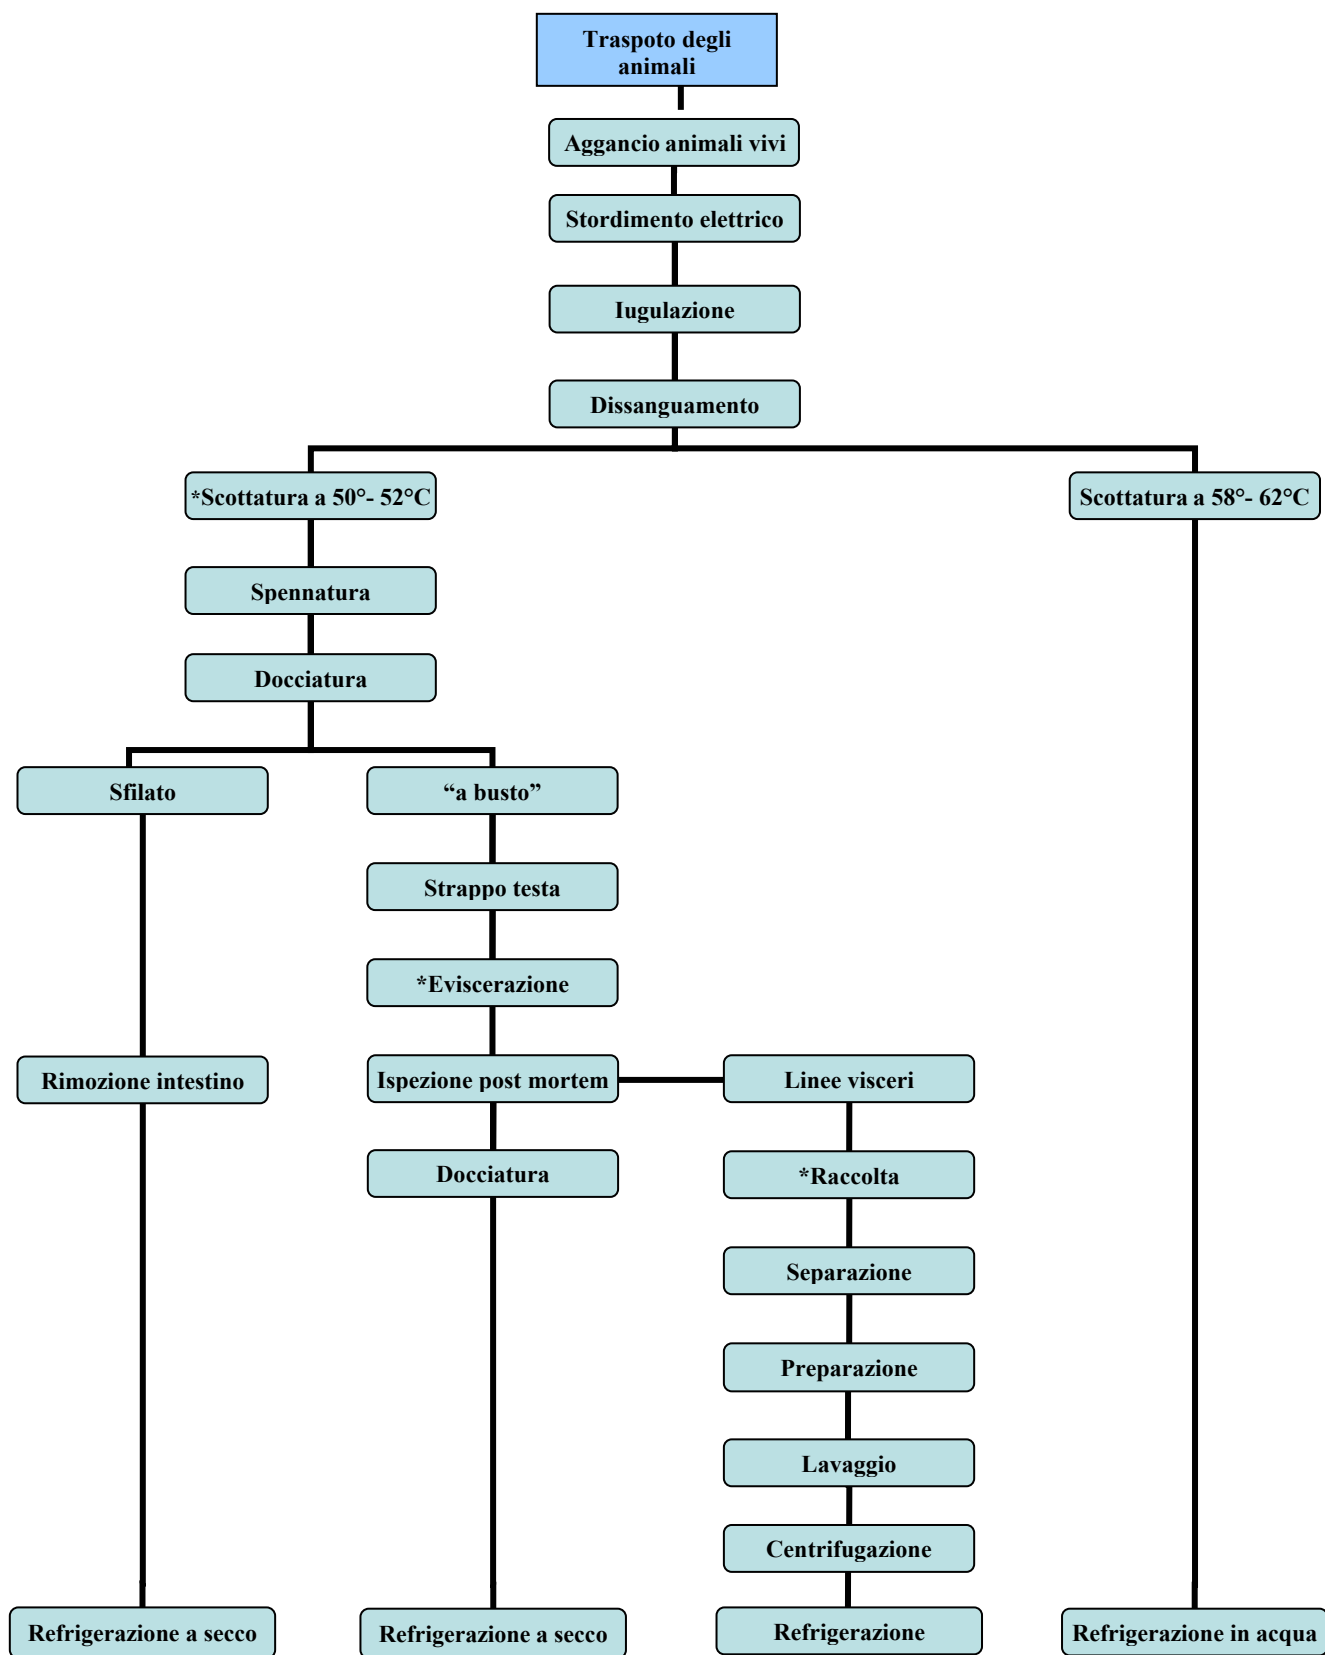 Traspoto degli
animali
Aggancio animali vivi
Stordimento elettrico
Iugulazione
Dissanguamento
*Scottatura a 50°- 52°C
Scottatura a 58°- 62°C
Spennatura
Docciatura
Sfilato
“a busto”
Strappo testa
*Eviscerazione
Rimozione intestino
Ispezione post mortem
Linee visceri
Docciatura
*Raccolta
Separazione
Preparazione
Lavaggio
Centrifugazione
Refrigerazione a secco
Refrigerazione a secco
Refrigerazione
Refrigerazione in acqua